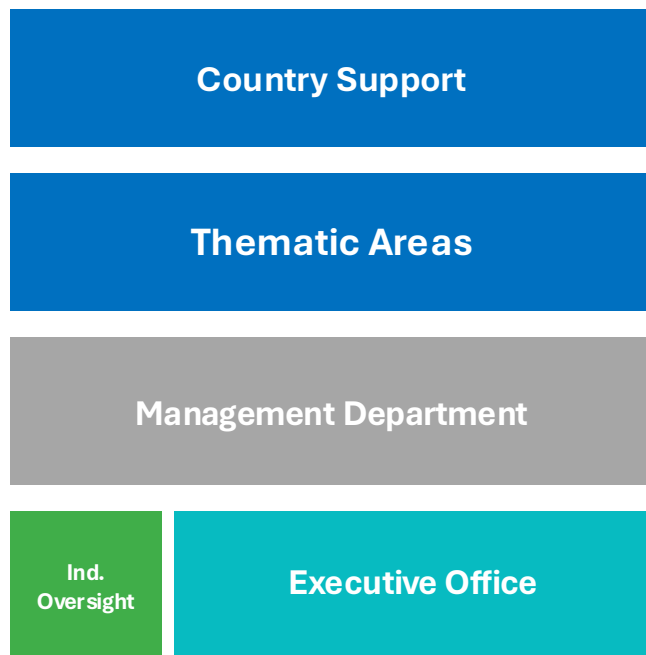 Country Support
Thematic Areas
Management Department
Ind.
Oversight
Executive Office